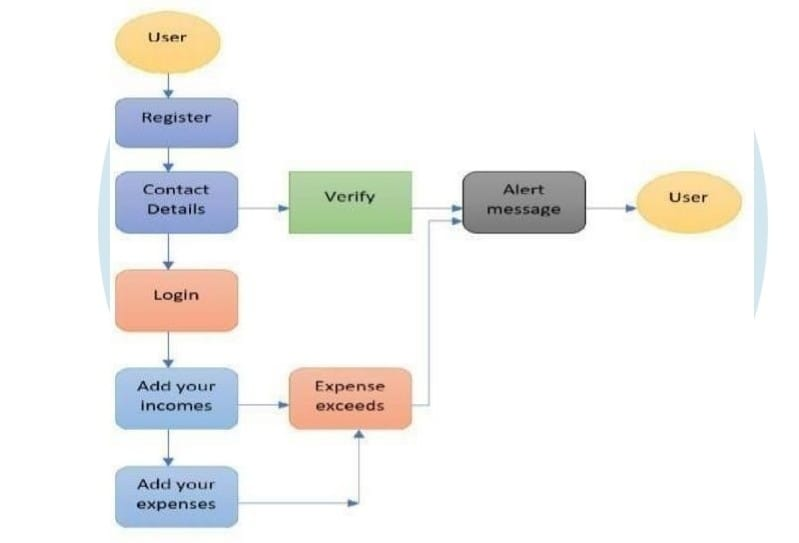 User
Register
Contact
Details
Verify
Alert
message
User
Login
Add your
incomes
Expense
exceeds
Add your
expenses